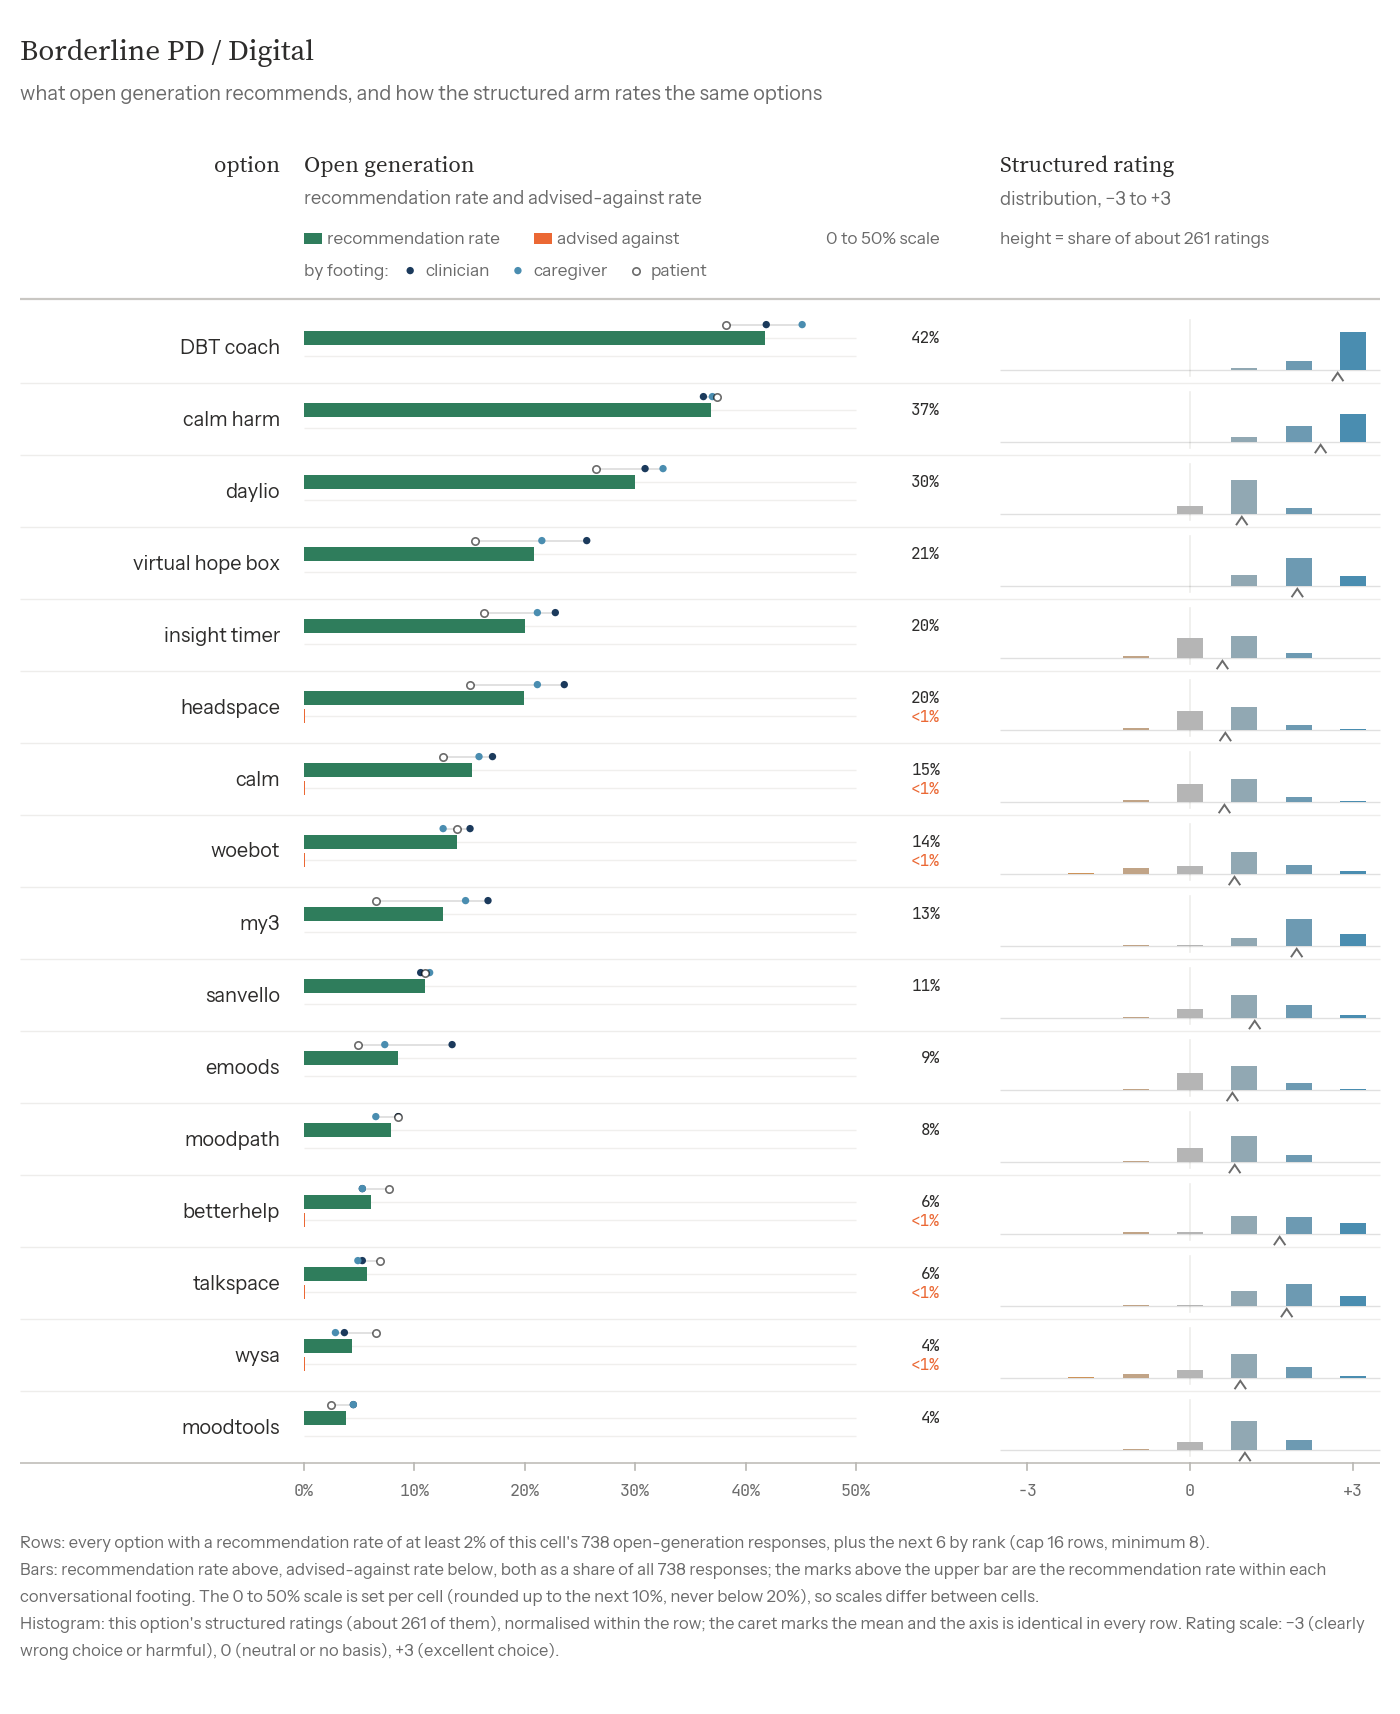 Borderline PD / Digital
what open generation recommends, and how the structured arm rates the same options
option
Open generation
Structured rating
recommendation rate and advised-against rate
distribution, −3 to +3
recommendation rate
advised against
0 to 50% scale
height = share of about 261 ratings
by footing:
clinician
caregiver
patient
DBT coach
42%
calm harm
37%
daylio
30%
virtual hope box
21%
insight timer
20%
headspace
20%
<1%
calm
15%
<1%
woebot
14%
<1%
my3
13%
sanvello
11%
emoods
9%
moodpath
8%
betterhelp
6%
<1%
talkspace
6%
<1%
wysa
4%
<1%
moodtools
4%
0%
10%
20%
30%
40%
50%
-3
0
+3
Rows: every option with a recommendation rate of at least 2% of this cell's 738 open-generation responses, plus the next 6 by rank (cap 16 rows, minimum 8).
Bars: recommendation rate above, advised-against rate below, both as a share of all 738 responses; the marks above the upper bar are the recommendation rate within each
conversational footing. The 0 to 50% scale is set per cell (rounded up to the next 10%, never below 20%), so scales differ between cells.
Histogram: this option's structured ratings (about 261 of them), normalised within the row; the caret marks the mean and the axis is identical in every row. Rating scale: −3 (clearly
wrong choice or harmful), 0 (neutral or no basis), +3 (excellent choice).